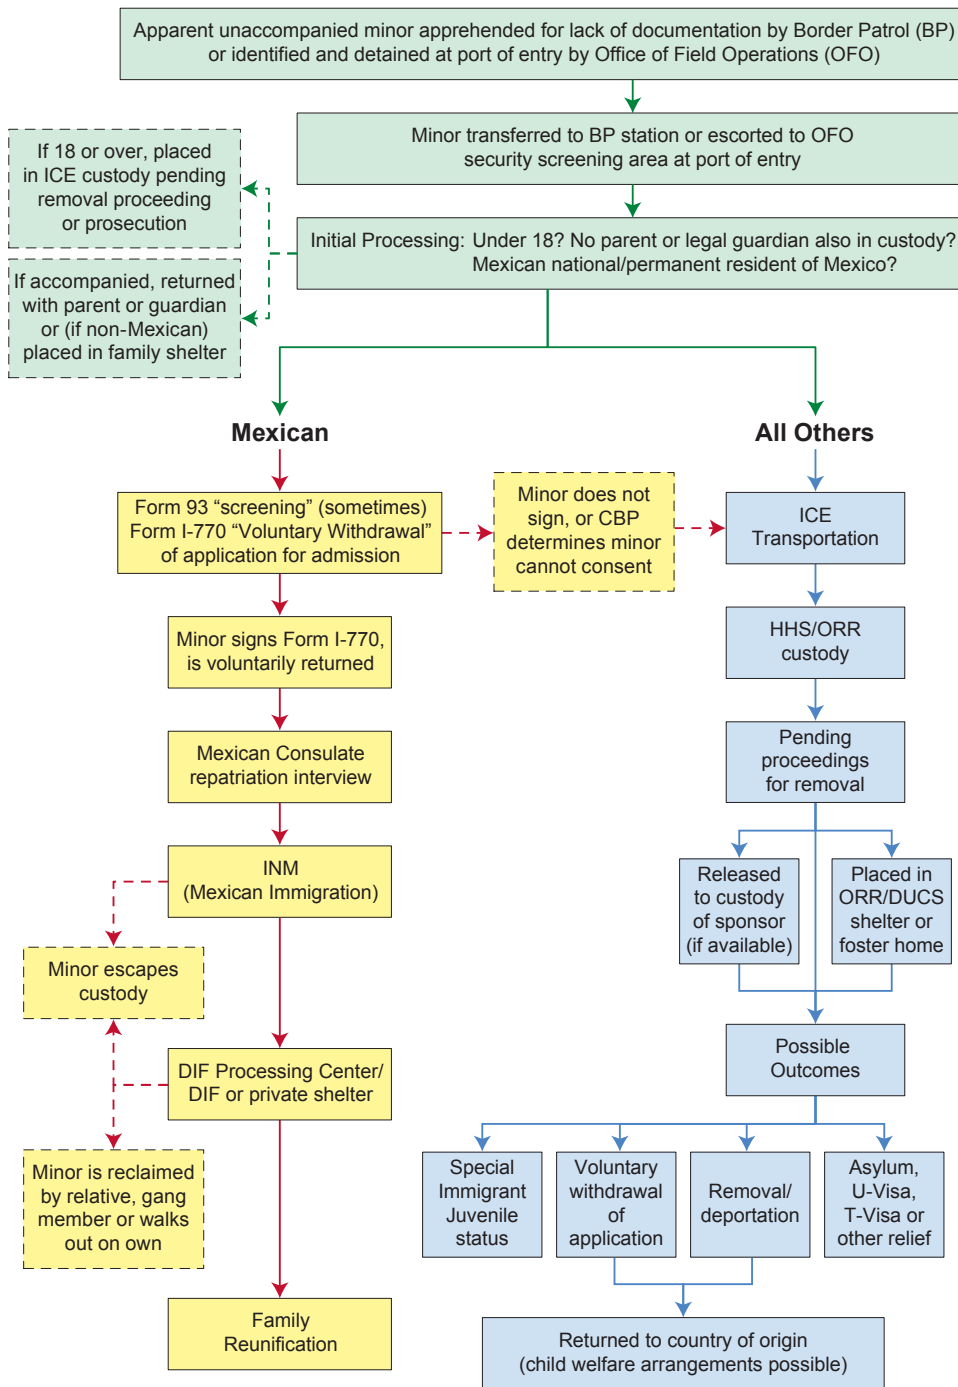 Apparent unaccompanied minor apprehended for lack of documentation by Border Patrol (BP)
or identified and detained at port of entry by Office of Field Operations (OFO)
Minor transferred to BP station or escorted to OFO
security screening area at port of entry
If 18 or over, placed
in ICE custody pending
removal proceeding
or prosecution
Initial Processing: Under 18? No parent or legal guardian also in custody?
Mexican national/permanent resident of Mexico?
If accompanied, returned
with parent or guardian
or (if non-Mexican)
placed in family shelter
Mexican
All Others
Form 93 “screening” (sometimes)
Form I-770 “Voluntary Withdrawal”
of application for admission
Minor does not
sign, or CBP
determines minor
cannot consent
ICE
Transportation
Minor signs Form I-770,
is voluntarily returned
HHS/ORR
custody
Mexican Consulate
repatriation interview
Pending
proceedings
for removal
INM
(Mexican Immigration)
Released
to custody
of sponsor
(if available)
Placed in
ORR/DUCS
shelter or
foster home
Minor escapes
custody
DIF Processing Center/
DIF or private shelter
Possible
Outcomes
Minor is reclaimed
by relative, gang
member or walks
out on own
Special
Immigrant
Juvenile
status
Voluntary
withdrawal
of
application
Removal/
deportation
Asylum,
U-Visa,
T-Visa or
other relief
Family
Reunification
Returned to country of origin
(child welfare arrangements possible)